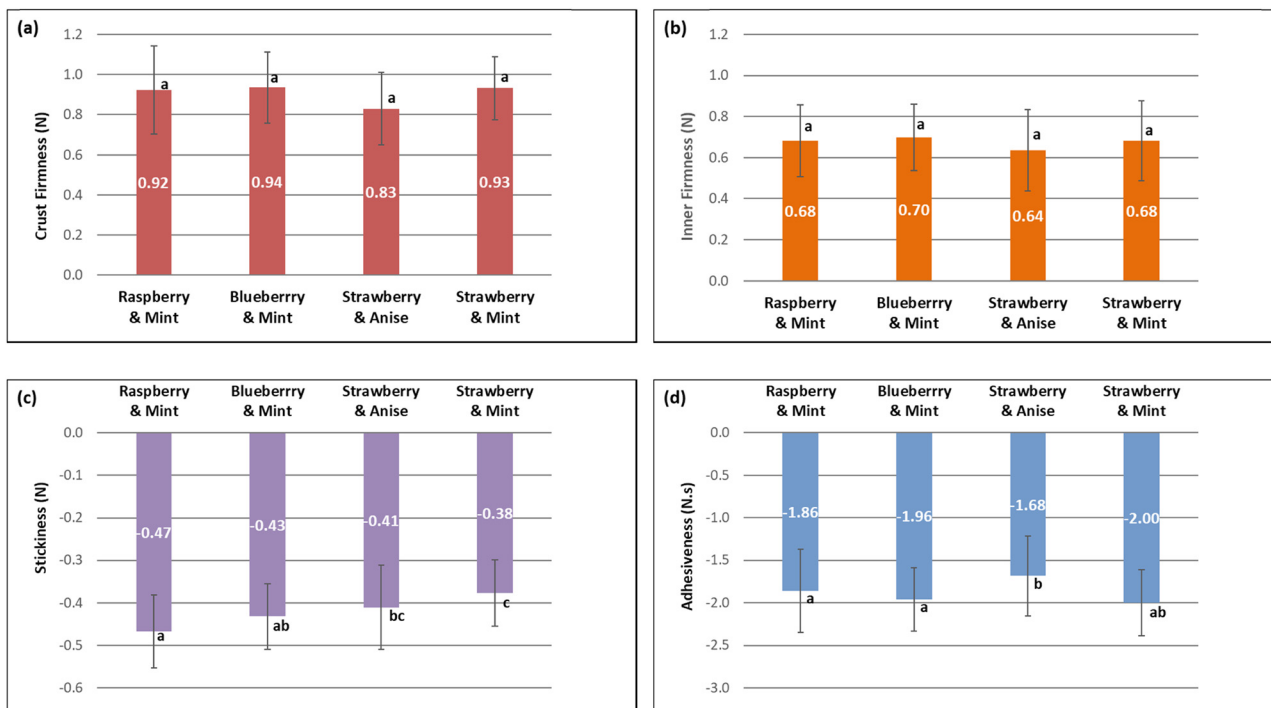 (a)
Crust Firmness (N)
1.2
1.0
0.8
0.6
0.4
0.2
0.0
a
a
a
a
0.92
0.94
0.83
0.93
Raspberry
& Mint
Blueberrry
& Mint
Strawberry
& Anise
Strawberry
& Mint
(b)
Inner Firmness (N)
1.2
1.0
0.8
0.6
0.4
0.2
0.0
a
a
a
a
0.68
0.70
0.64
0.68
Raspberry
& Mint
Blueberrry
& Mint
Strawberry
& Anise
Strawberry
& Mint
(c)
Raspberry
& Mint
Blueberrry
& Mint
Strawberry
& Anise
Strawberry
& Mint
Stickiness (N)
0.0
-0.1
-0.2
-0.3
-0.4
-0.5
-0.6
-0.47
-0.43
-0.41
-0.38
a
ab
bc
c
(d)
Raspberry
& Mint
Blueberrry
& Mint
Strawberry
& Anise
Strawberry
& Mint
Adhesiveness (N.s)
0.0
-0.5
-1.0
-1.5
-2.0
-2.5
-3.0
-1.86
-1.96
-1.68
-2.00
a
a
b
ab